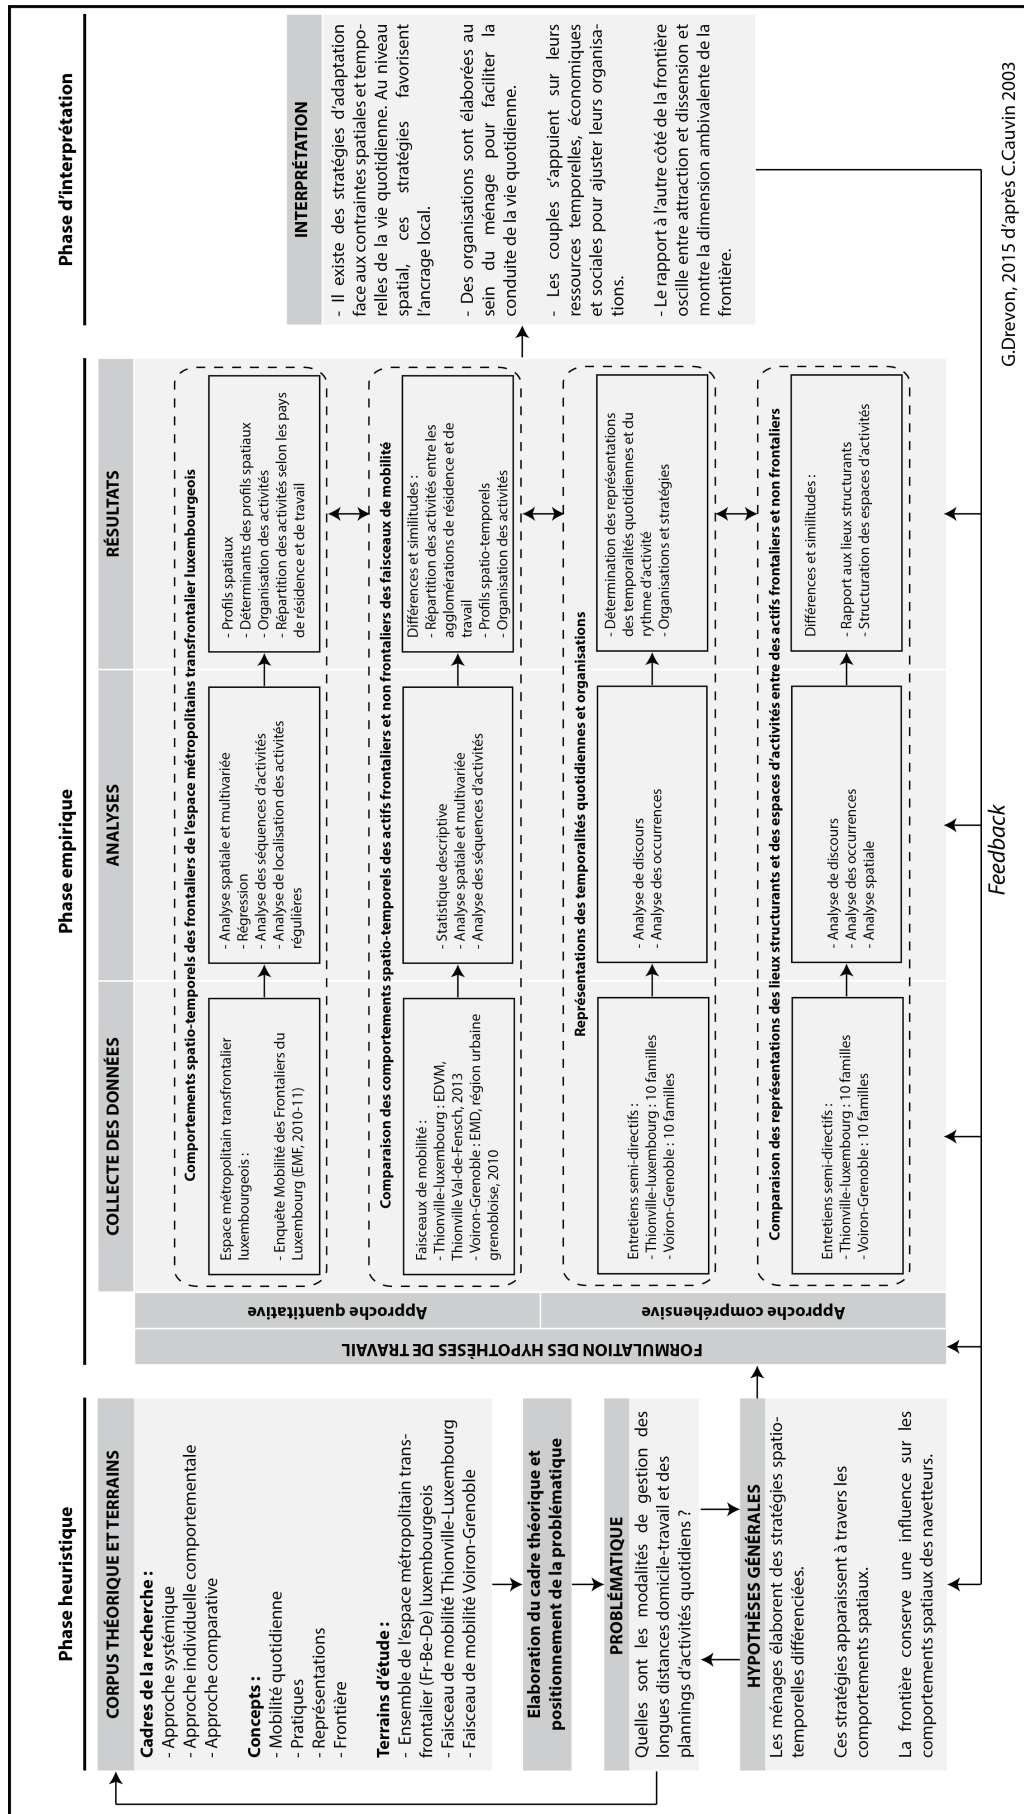 Phase heuristique
CORPUS THÉORIQUE ET TERRAINS
Cadres de la recherche :
- Approche systémique
- Approche individuelle comportementale
- Approche comparative
Concepts :
- Mobilité quotidienne
- Pratiques
- Représentations
- Frontière
Terrains d'étude :
- Ensemble de l'espace métropolitain trans-
frontalier (Fr-Be-De) luxembourgeois
- Faisceau de mobilité Thionville-Luxembourg
- Faisceau de mobilité Voiron-Grenoble
Elaboration du cadre théorique et
positionnement de la problématique
PROBLÉMATIQUE
Quelles sont les modalités de gestion des
longues distances domicile-travail et des
plannings d'activités quotidiens ?
HYPOTHÈSES GÉNÉRALES
Les ménages élaborent des stratégies spatio-
temporelles différenciées.
Ces stratégies apparaissent à travers les
comportements spatiaux.
La frontière conserve une influence sur les
comportements spatiaux des navetteurs.
Phase empirique
FORMULATION DES HYPOTHÈSES DE TRAVAIL
Approche quantitative
Approche compréhensive
COLLECTE DES DONNÉES
ANALYSES
RÉSULTATS
Comportements spatio-temporels des frontaliers de l'espace métropolitains transfrontalier luxembourgeois
Espace métropolitain transfrontalier
luxembourgeois :
- Enquête Mobilité des Frontaliers du
Luxembourg (EMF, 2010-11)
- Analyse spatiale et multivariée
- Régression
- Analyse des séquences d'activités
- Analyse de localisation des activités
régulières
- Profils spatiaux
- Déterminants des profils spatiaux
- Organisation des activités
- Répartition des activités selon les pays
de résidence et de travail
Comparaison des comportements spatio-temporels des actifs frontaliers et non frontaliers des faisceaux de mobilité
Faisceaux de mobilité :
- Thionville-luxembourg : EDVM,
Thionville Val-de-Fensch, 2013
- Voiron-Grenoble : EMD, région urbaine
grenobloise, 2010
- Statistique descriptive
- Analyse spatiale et multivariée
- Analyse des séquences d'activités
Différences et similitudes :
- Répartition des activités entre les
agglomérations de résidence et de
travail
- Profils spatio-temporels
- Organisation des activités
Représentations des temporalités quotidiennes et organisations
Entretiens semi-directifs :
- Thionville-luxembourg : 10 familles
- Voiron-Grenoble : 10 familles
- Analyse de discours
- Analyse des occurrences
- Détermination des représentations
des temporalités quotidiennes et du
rythme d'activité
- Organisations et stratégies
Comparaison des représentations des lieux structurants et des espaces d'activités entre des actifs frontaliers et non frontaliers
Entretiens semi-directifs :
- Thionville-luxembourg : 10 familles
- Voiron-Grenoble : 10 familles
- Analyse de discours
- Analyse des occurrences
- Analyse spatiale
Différences et similitudes :
- Rapport aux lieux structurants
- Structuration des espaces d'activités
Phase d'interprétation
INTERPRÉTATION
- Il existe des stratégies d'adaptation
face aux contraintes spatiales et tempo-
relles de la vie quotidienne. Au niveau
spatial, ces stratégies favorisent
l'ancrage local.
- Des organisations sont élaborées au
sein du ménage pour faciliter la
conduite de la vie quotidienne.
- Les couples s'appuient sur leurs
ressources temporelles, économiques
et sociales pour ajuster leurs organisa-
tions.
- Le rapport à l'autre côté de la frontière
oscille entre attraction et dissension et
montre la dimension ambivalente de la
frontière.
Feedback
G.Drevon, 2015 d'après C.Cauvin 2003